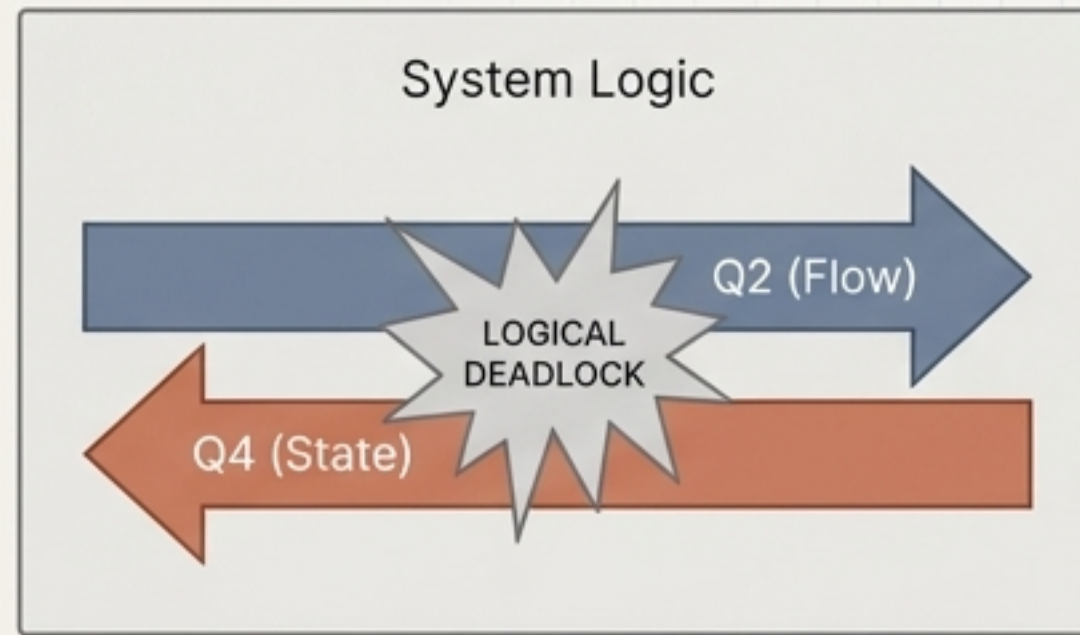 System Logic
Q2 (Flow)
LOGICAL
DEADLOCK
Q4 (State)